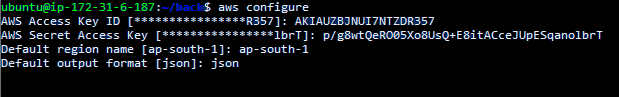 ubuntu@ip-172-31-6-187:~/back$ aws configure
AWS Access Key ID [****************R357]: AKIAUZBJNUI7NTZDR357
AWS Secret Access Key [****************lbrT]: 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
Default region name [ap-south-1]: ap-south-1
Default output format [json]: json